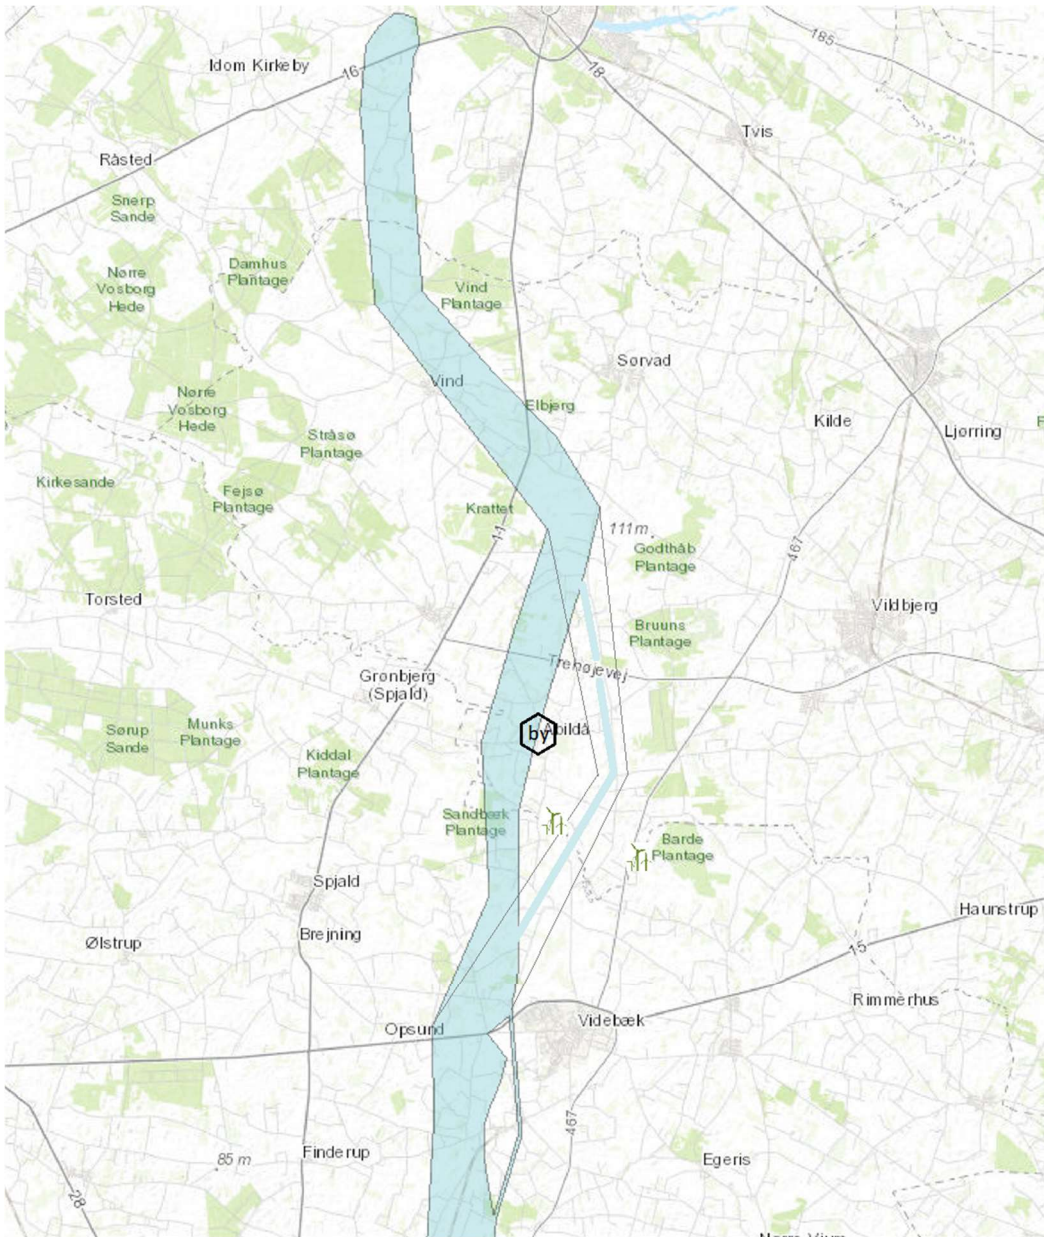 185
Idom Kirkeby
16
18
Tvis
Råsted
Snerp
Sande
Damhus
Plantage
Nørre
Vosborg
Hede
Vind
Plantage
Sørvad
Vind
Nørre
Vosborg
Hede
Elbjerg
Kilde
Ljørring
Stråsø
Plantage
Kirkesande
Fejsø
Plantage
Krattet
11
111m
Godthåb
Plantage
467
Torsted
Vildbjerg
Bruuns
Plantage
Trehøjevej
Grønbjerg
(Spjald)
Munks
Plantage
Sørup
Sande
by
Abildå
Kiddal
Plantage
Sandbæk
Plantage
Barde
Plantage
Spjald
Haunstrup
Brejning
Ølstrup
15
Rimmerhus
Videbæk
Opsund
467
Finderup
85 m
Egeris
28